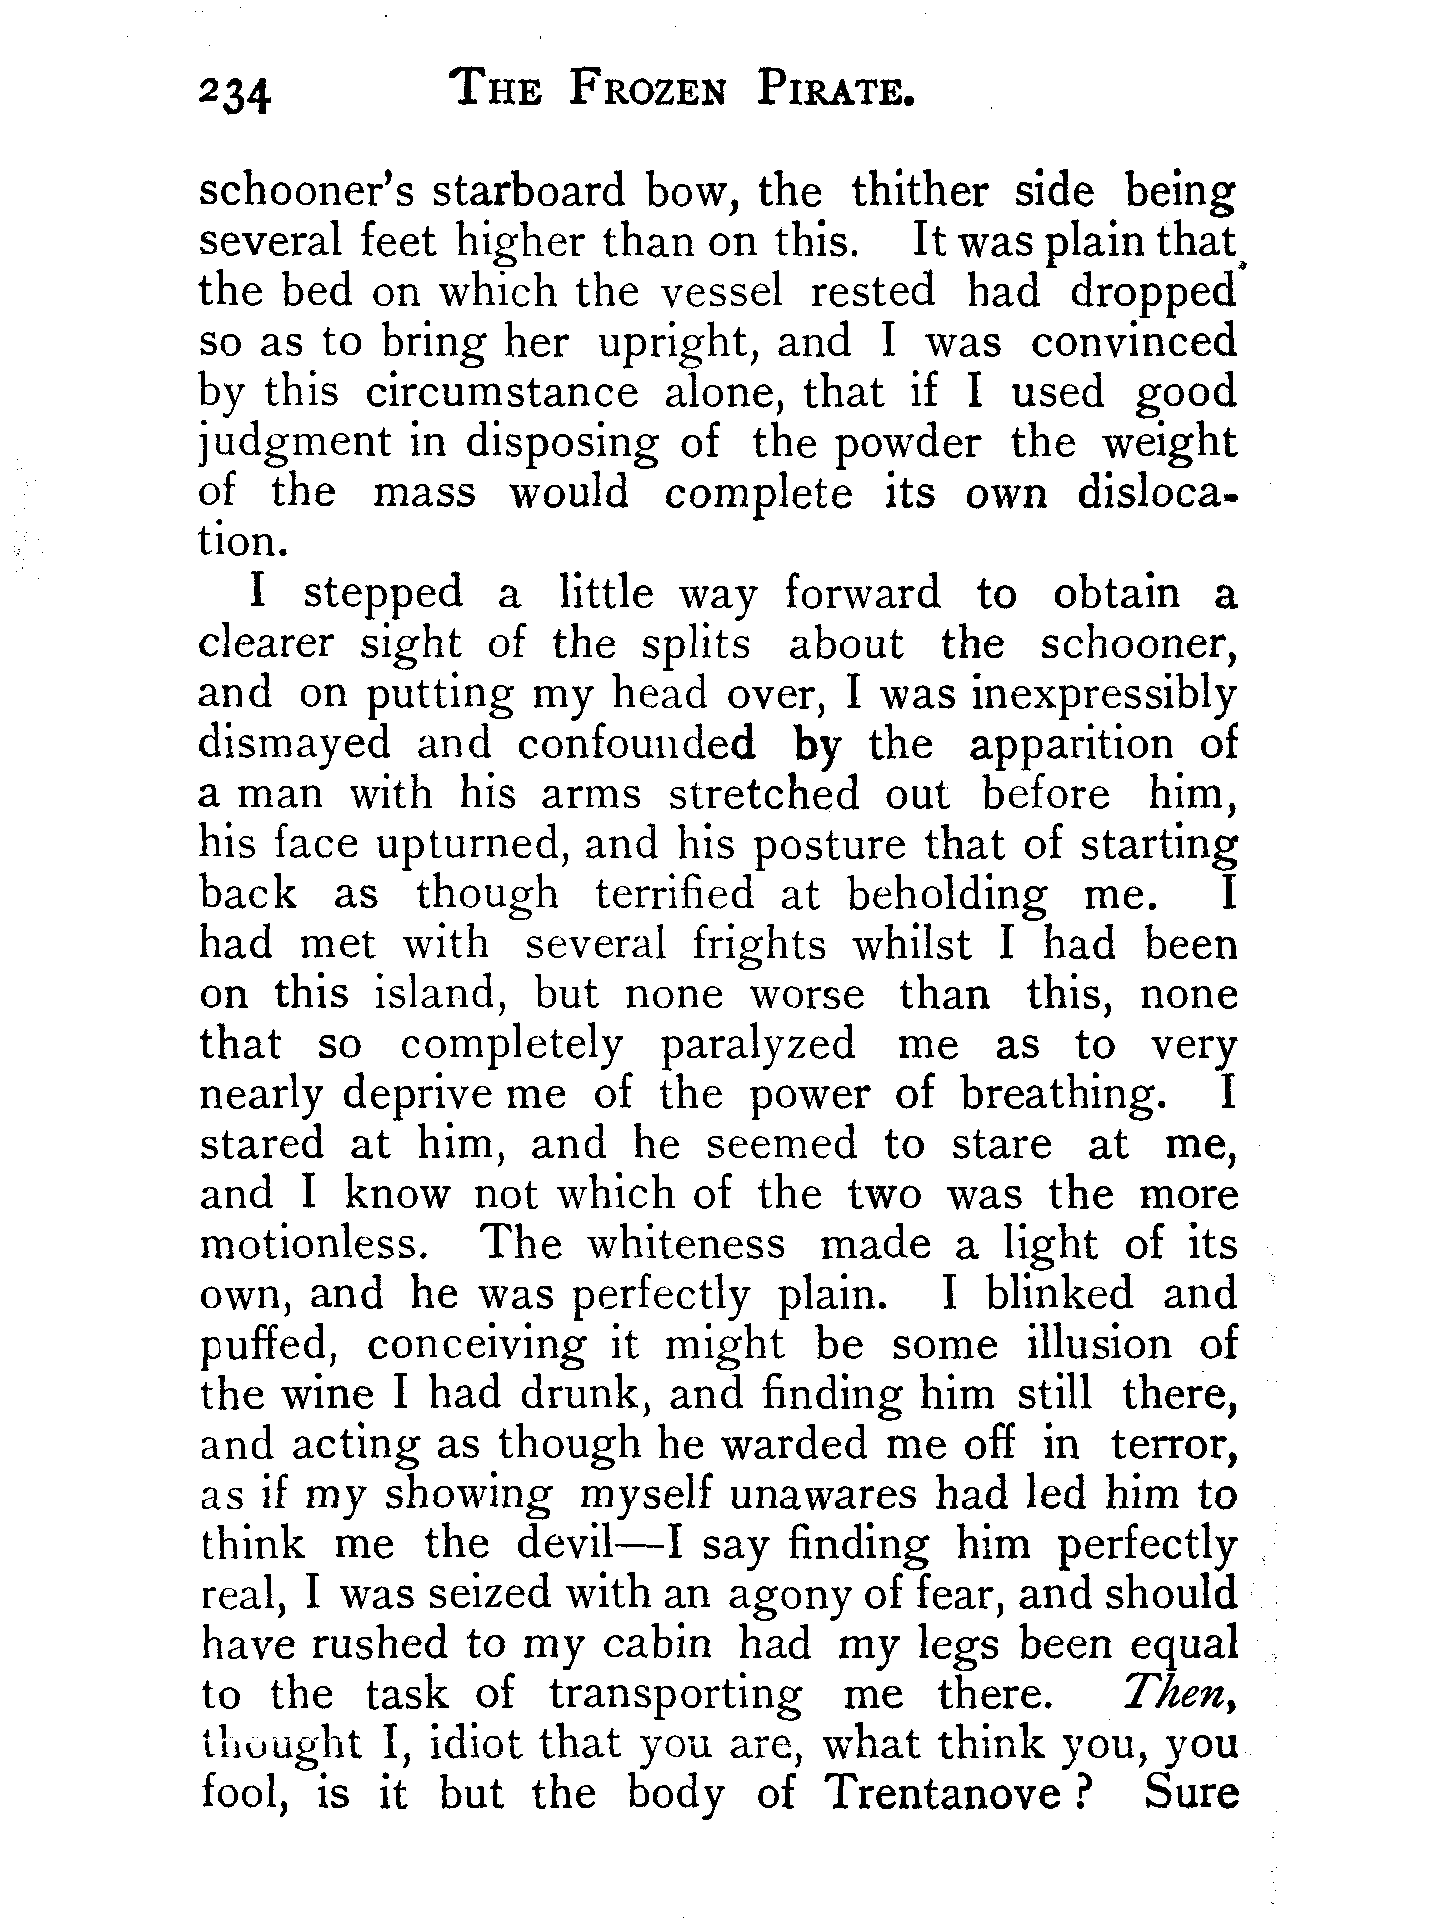 234 THE FROZEN PIRATE.
schooner's starboard bow, the thither side being
several feet higher than on this. It was plain that
the bed on which the vessel rested had dropped
so as to bring her upright, and I was convinced
by this circumstance alone, that if I used good
judgment in disposing of the powder the weight
of the mass would complete its own disloca-
tion.
I stepped a little way forward to obtain a
clearer sight of the splits about the schooner,
and on putting my head over, I was inexpressibly
dismayed and confounded by the apparition of
a man with his arms stretched out before him,
his face upturned, and his posture that of starting
back as though terrified at beholding me. I
had met with several frights whilst I had been
on this island, but none worse than this, none
that so completely paralyzed me as to very
nearly deprive me of the power of breathing. I
stared at him, and he seemed to stare at me,
and I know not which of the two was the more
motionless. The whiteness made a light of its
own, and he was perfectly plain. I blinked and
puffed, conceiving it might be some illusion of
the wine I had drunk, and finding him still there,
and acting as though he warded me off in terror,
as if my showing myself unawares had led him to
think me the devil—I say finding him perfectly
real, I was seized with an agony of fear, and should
have rushed to my cabin had my legs been equal
to the task of transporting me there. Then,
thought I, idiot that you are, what think you, you
fool, is it but the body of Trentanove ? Sure